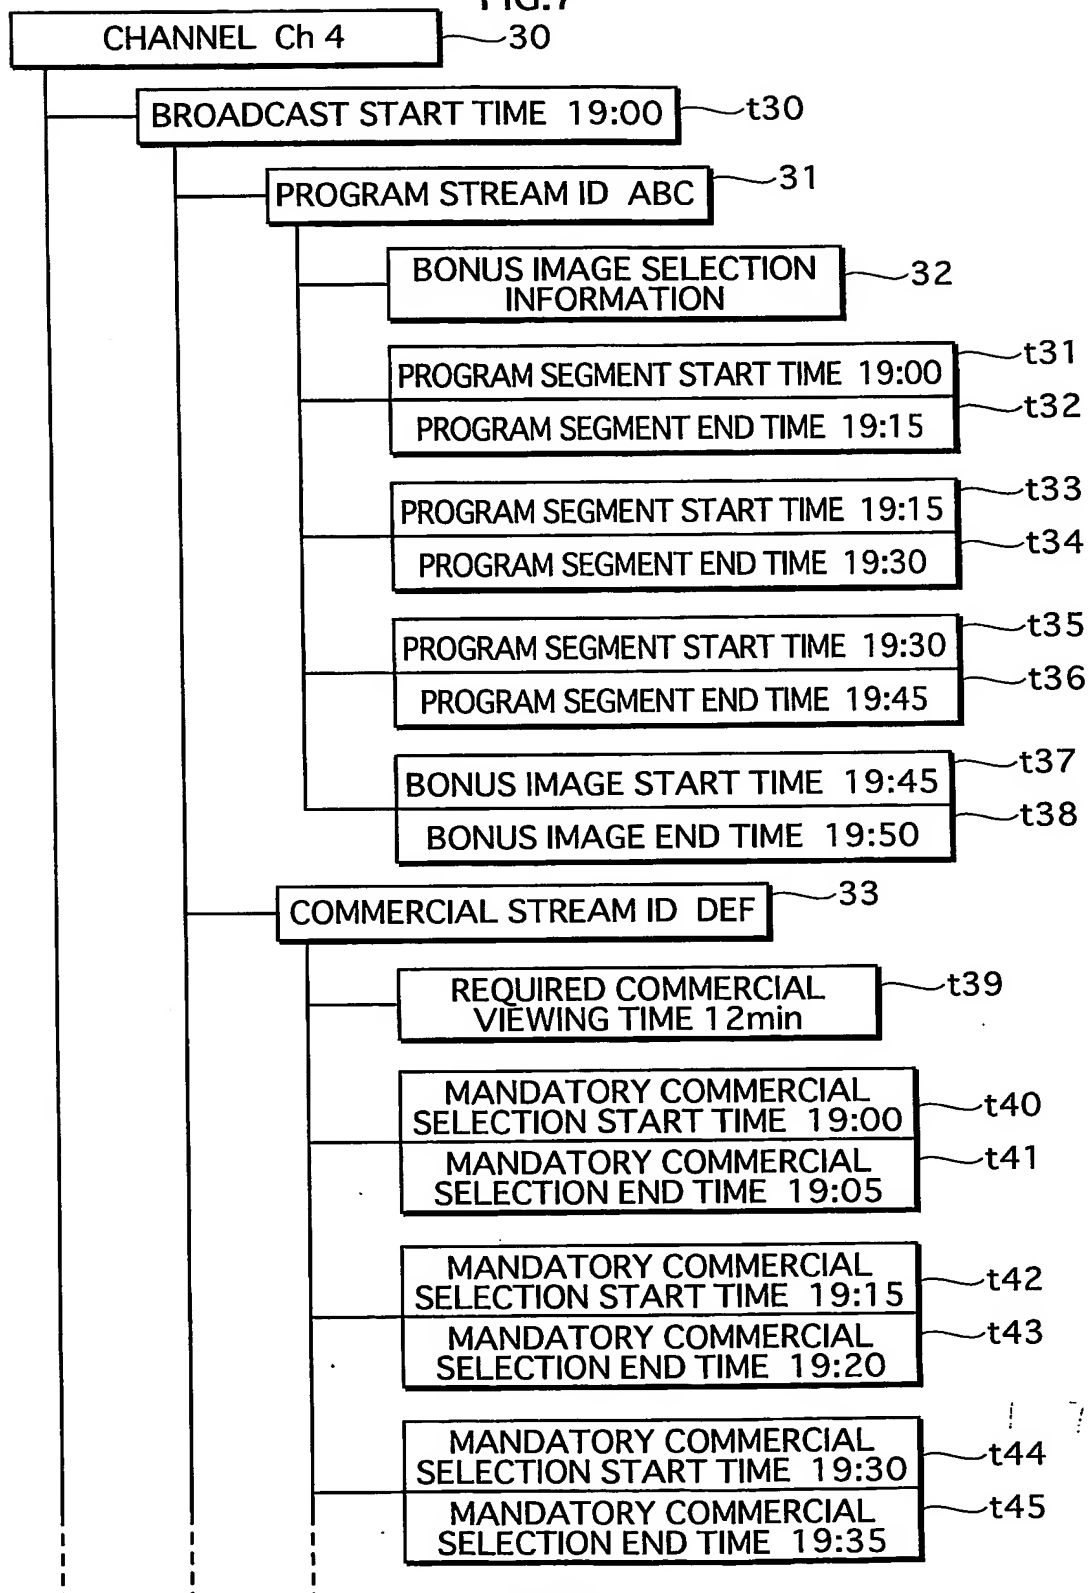 FIG.7
CHANNEL Ch 4
30
BROADCAST START TIME 19:00
t30
PROGRAM STREAM ID ABC
31
BONUS IMAGE SELECTION
INFORMATION
32
PROGRAM SEGMENT START TIME 19:00
t31
PROGRAM SEGMENT END TIME 19:15
t32
PROGRAM SEGMENT START TIME 19:15
t33
PROGRAM SEGMENT END TIME 19:30
t34
PROGRAM SEGMENT START TIME 19:30
t35
PROGRAM SEGMENT END TIME 19:45
t36
BONUS IMAGE START TIME 19:45
t37
BONUS IMAGE END TIME 19:50
t38
COMMERCIAL STREAM ID DEF
33
REQUIRED COMMERCIAL
VIEWING TIME 12min
t39
MANDATORY COMMERCIAL
SELECTION START TIME 19:00
t40
MANDATORY COMMERCIAL
SELECTION END TIME 19:05
t41
MANDATORY COMMERCIAL
SELECTION START TIME 19:15
t42
MANDATORY COMMERCIAL
SELECTION END TIME 19:20
t43
MANDATORY COMMERCIAL
SELECTION START TIME 19:30
t44
MANDATORY COMMERCIAL
SELECTION END TIME 19:35
t45